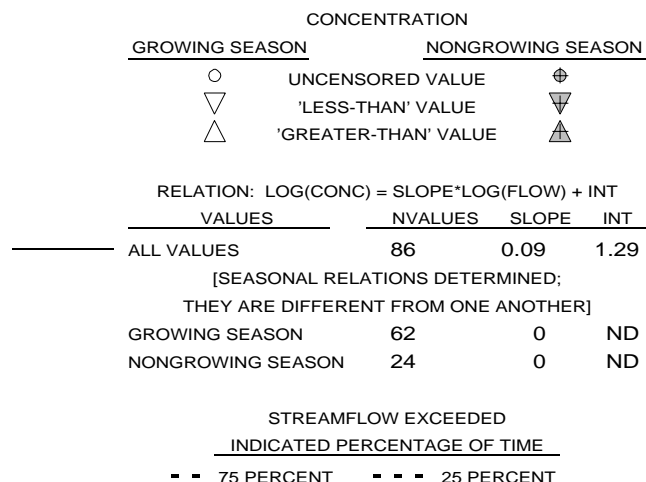 CONCENTRATION
GROWING SEASON NONGROWING SEASON
UNCENSORED VALUE
'LESS-THAN' VALUE
'GREATER-THAN' VALUE
RELATION: LOG(CONC) = SLOPE*LOG(FLOW) + INT
VALUES NVALUES SLOPE INT
ALL VALUES 86 0.09 1.29
[SEASONAL RELATIONS DETERMINED;
THEY ARE DIFFERENT FROM ONE ANOTHER]
GROWING SEASON 62 0 ND
NONGROWING SEASON 24 0 ND
STREAMFLOW EXCEEDED
INDICATED PERCENTAGE OF TIME
75 PERCENT 25 PERCENT